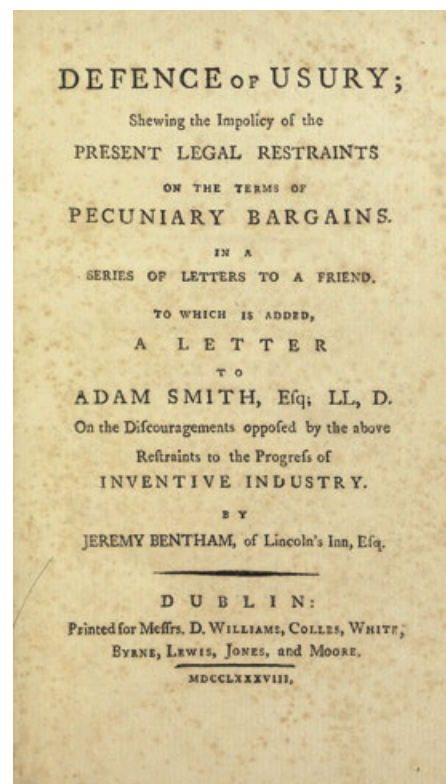 DEFENCE OF USURY;
Shewing the Impolicy of the
PRESENT LEGAL RESTRAINTS
ON THE TERMS OF
PECUNIARY BARGAINS.
IN A
SERIES OF LETTERS TO A FRIEND.
TO WHICH IS ADDED,
A LETTER
TO
ADAM SMITH, Eſq; LL, D.
On the Diſcouragements oppoſed by the above
Reſtraints to the Progreſs of
INVENTIVE INDUSTRY.
BY
JEREMY BENTHAM, of Lincoln's Inn, Eſq.
DUBLIN:
Printed for Meſſrs. D. WILLIAMS, COLLES, WHITE,
BYRNE, LEWIS, JONES, and MOORE.
MDCCLXXXVIII,